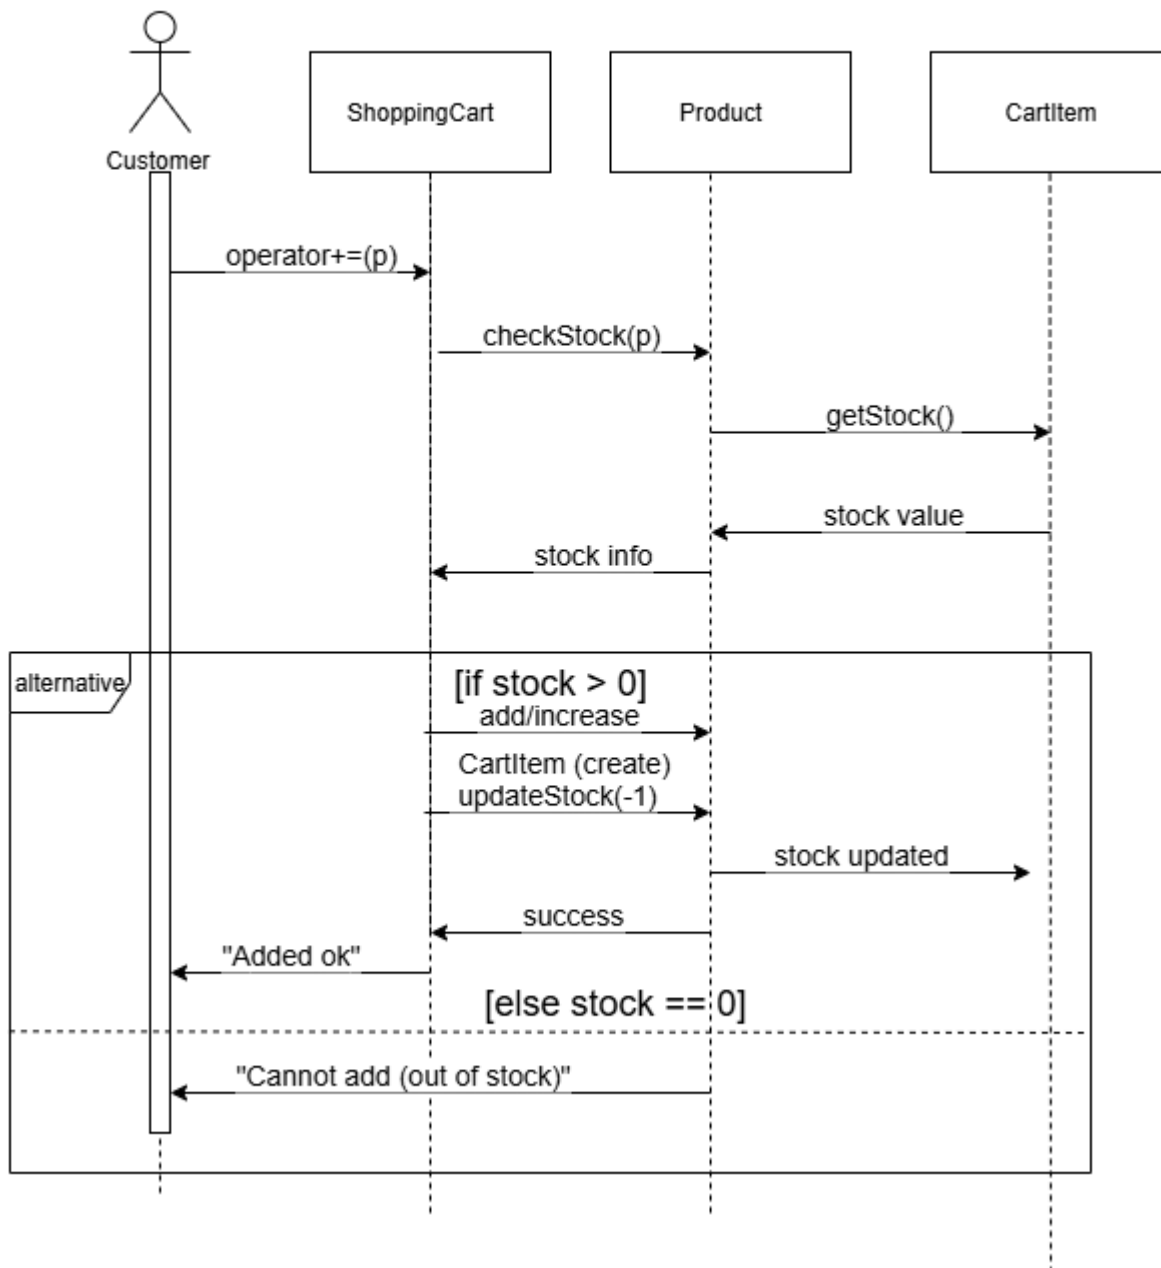 Customer
ShoppingCart
Product
CartItem
operator+=(p)
checkStock(p)
getStock()
stock value
stock info
alternative
[if stock > 0]
add/increase
CartItem (create)
updateStock(-1)
stock updated
success
"Added ok"
[else stock == 0]
"Cannot add (out of stock)"